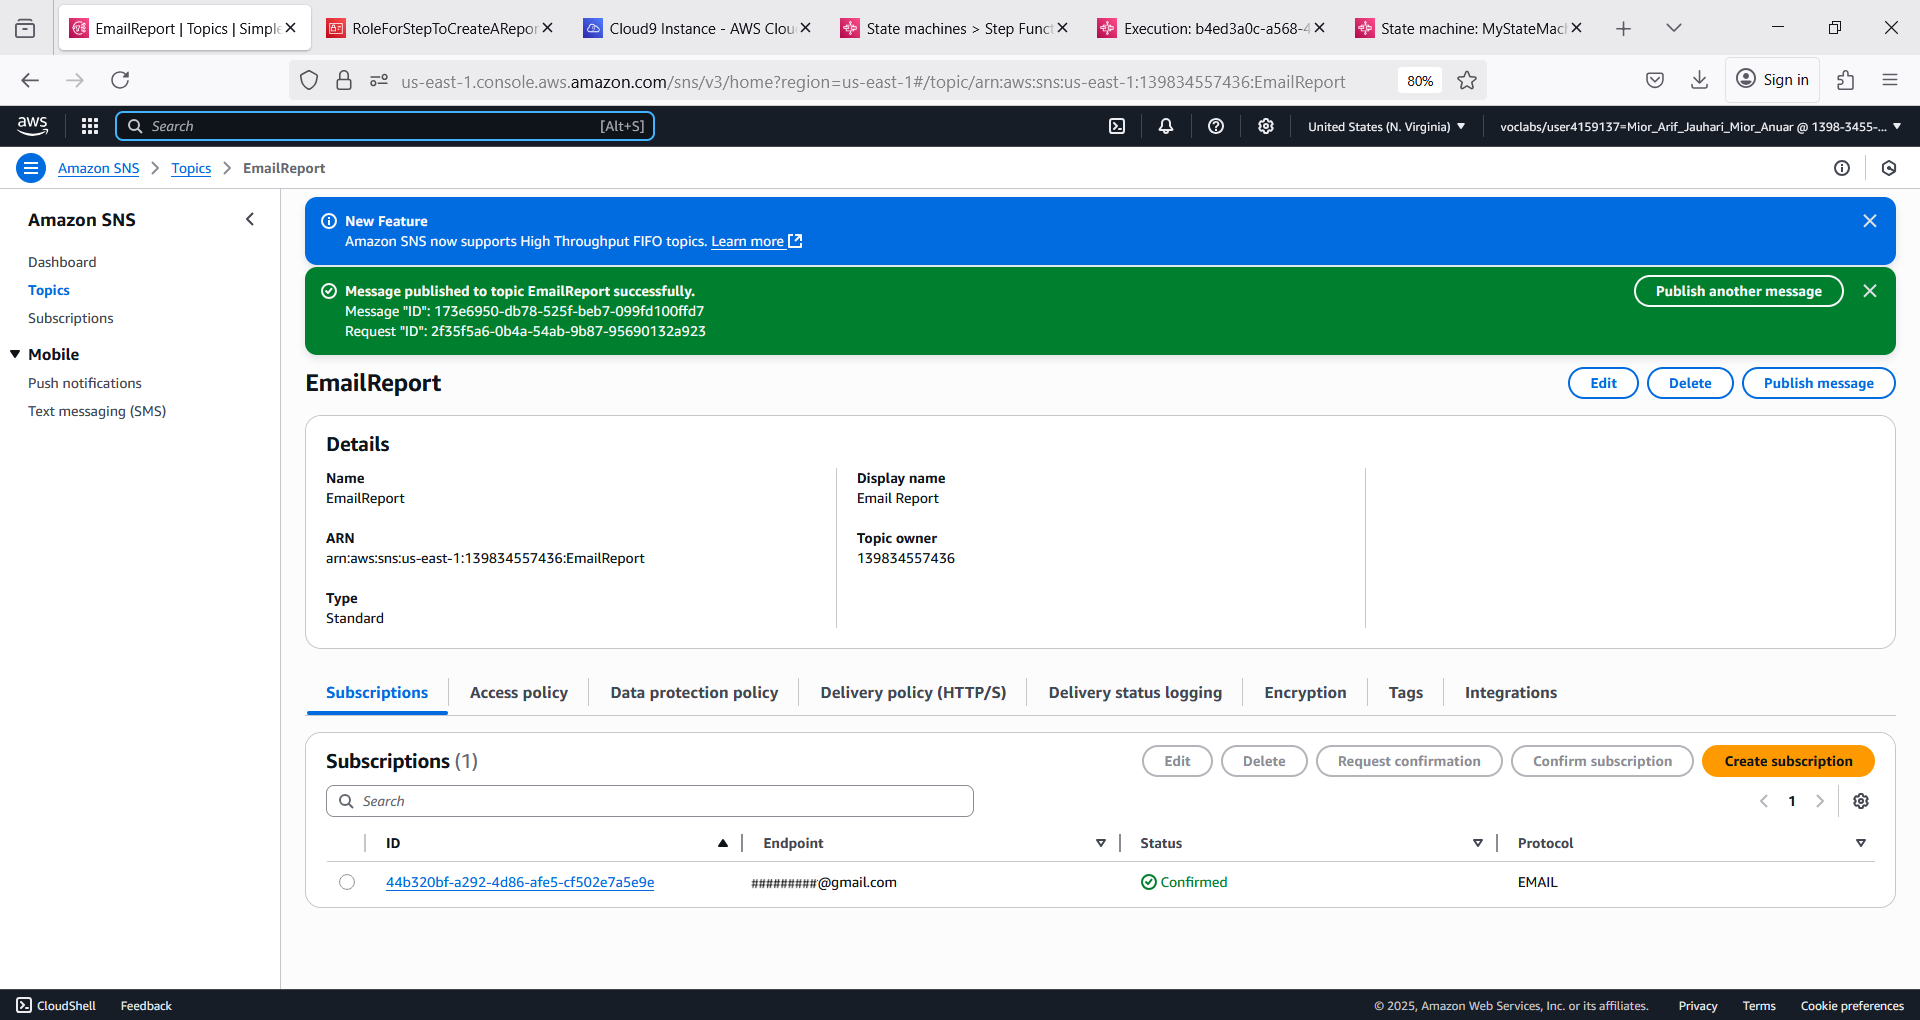 EmailReport | Topics | Simple
RoleForStepToCreateARepor
Cloud9 Instance - AWS Clou
State machines > Step Funct
Execution: b4ed3a0c-a568-4
State machine: MyStateMac
us-east-1.console.aws.amazon.com/sns/v3/home?region=us-east-1#/topic/arn:aws:sns:us-east-1:139834557436:EmailReport
80%
Sign in
aws
Search
[Alt+S]
United States (N. Virginia)
voclabs/user4159137=Mior_Arif_Jauhari_Mior_Anuar @ 1398-3455-...
Amazon SNS
Topics
EmailReport
Amazon SNS
Dashboard
Topics
Subscriptions
Mobile
Push notifications
Text messaging (SMS)
New Feature
Amazon SNS now supports High Throughput FIFO topics. Learn more
Message published to topic EmailReport successfully.
Message "ID": 173e6950-db78-525f-beb7-099fd100ffd7
Request "ID": 2f35f5a6-0b4a-54ab-9b87-95690132a923
Publish another message
EmailReport
Edit
Delete
Publish message
Details
Name
EmailReport
ARN
arn:aws:sns:us-east-1:139834557436:EmailReport
Type
Standard
Display name
Email Report
Topic owner
139834557436
Subscriptions
Access policy
Data protection policy
Delivery policy (HTTP/S)
Delivery status logging
Encryption
Tags
Integrations
Subscriptions (1)
Edit
Delete
Request confirmation
Confirm subscription
Create subscription
Search
1
ID
Endpoint
Status
Protocol
44b320bf-a292-4d86-afe5-cf502e7a5e9e
#########@gmail.com
Confirmed
EMAIL
CloudShell
Feedback
© 2025, Amazon Web Services, Inc. or its affiliates.
Privacy
Terms
Cookie preferences